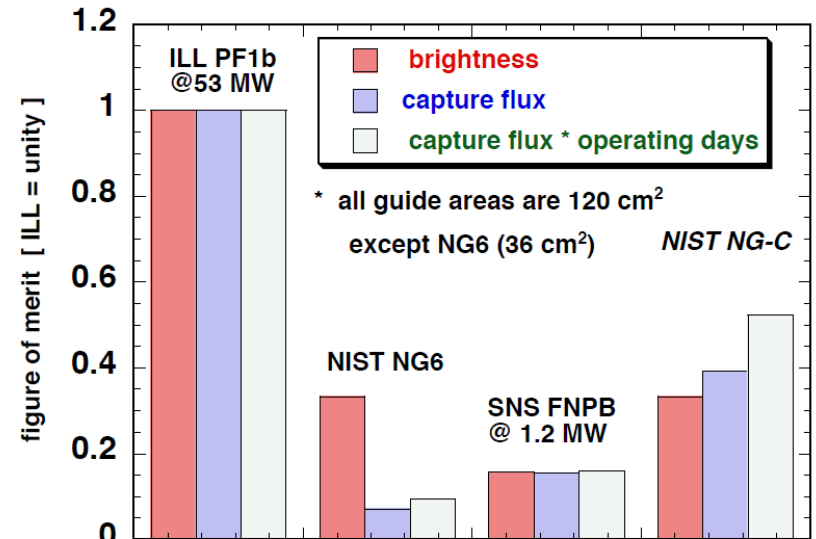 1.2
1
0.8
0.6
0.4
0.2
0
figure of merit [ ILL = unity ]
ILL PF1b
@53 MW
brightness
capture flux
capture flux * operating days
* all guide areas are 120 cm²
except NG6 (36 cm²)
NIST NG-C
NIST NG6
SNS FNPB
@ 1.2 MW